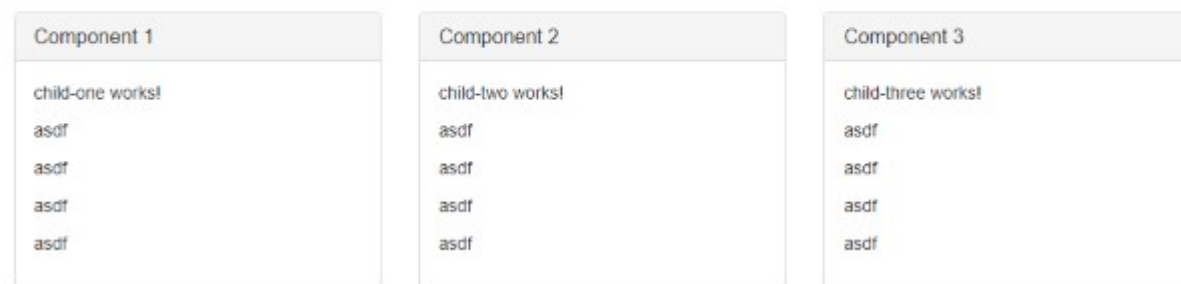 Component 1
child-one works!
asdf
asdf
asdf
asdf
Component 2
child-two works!
asdf
asdf
asdf
asdf
Component 3
child-three works!
asdf
asdf
asdf
asdf